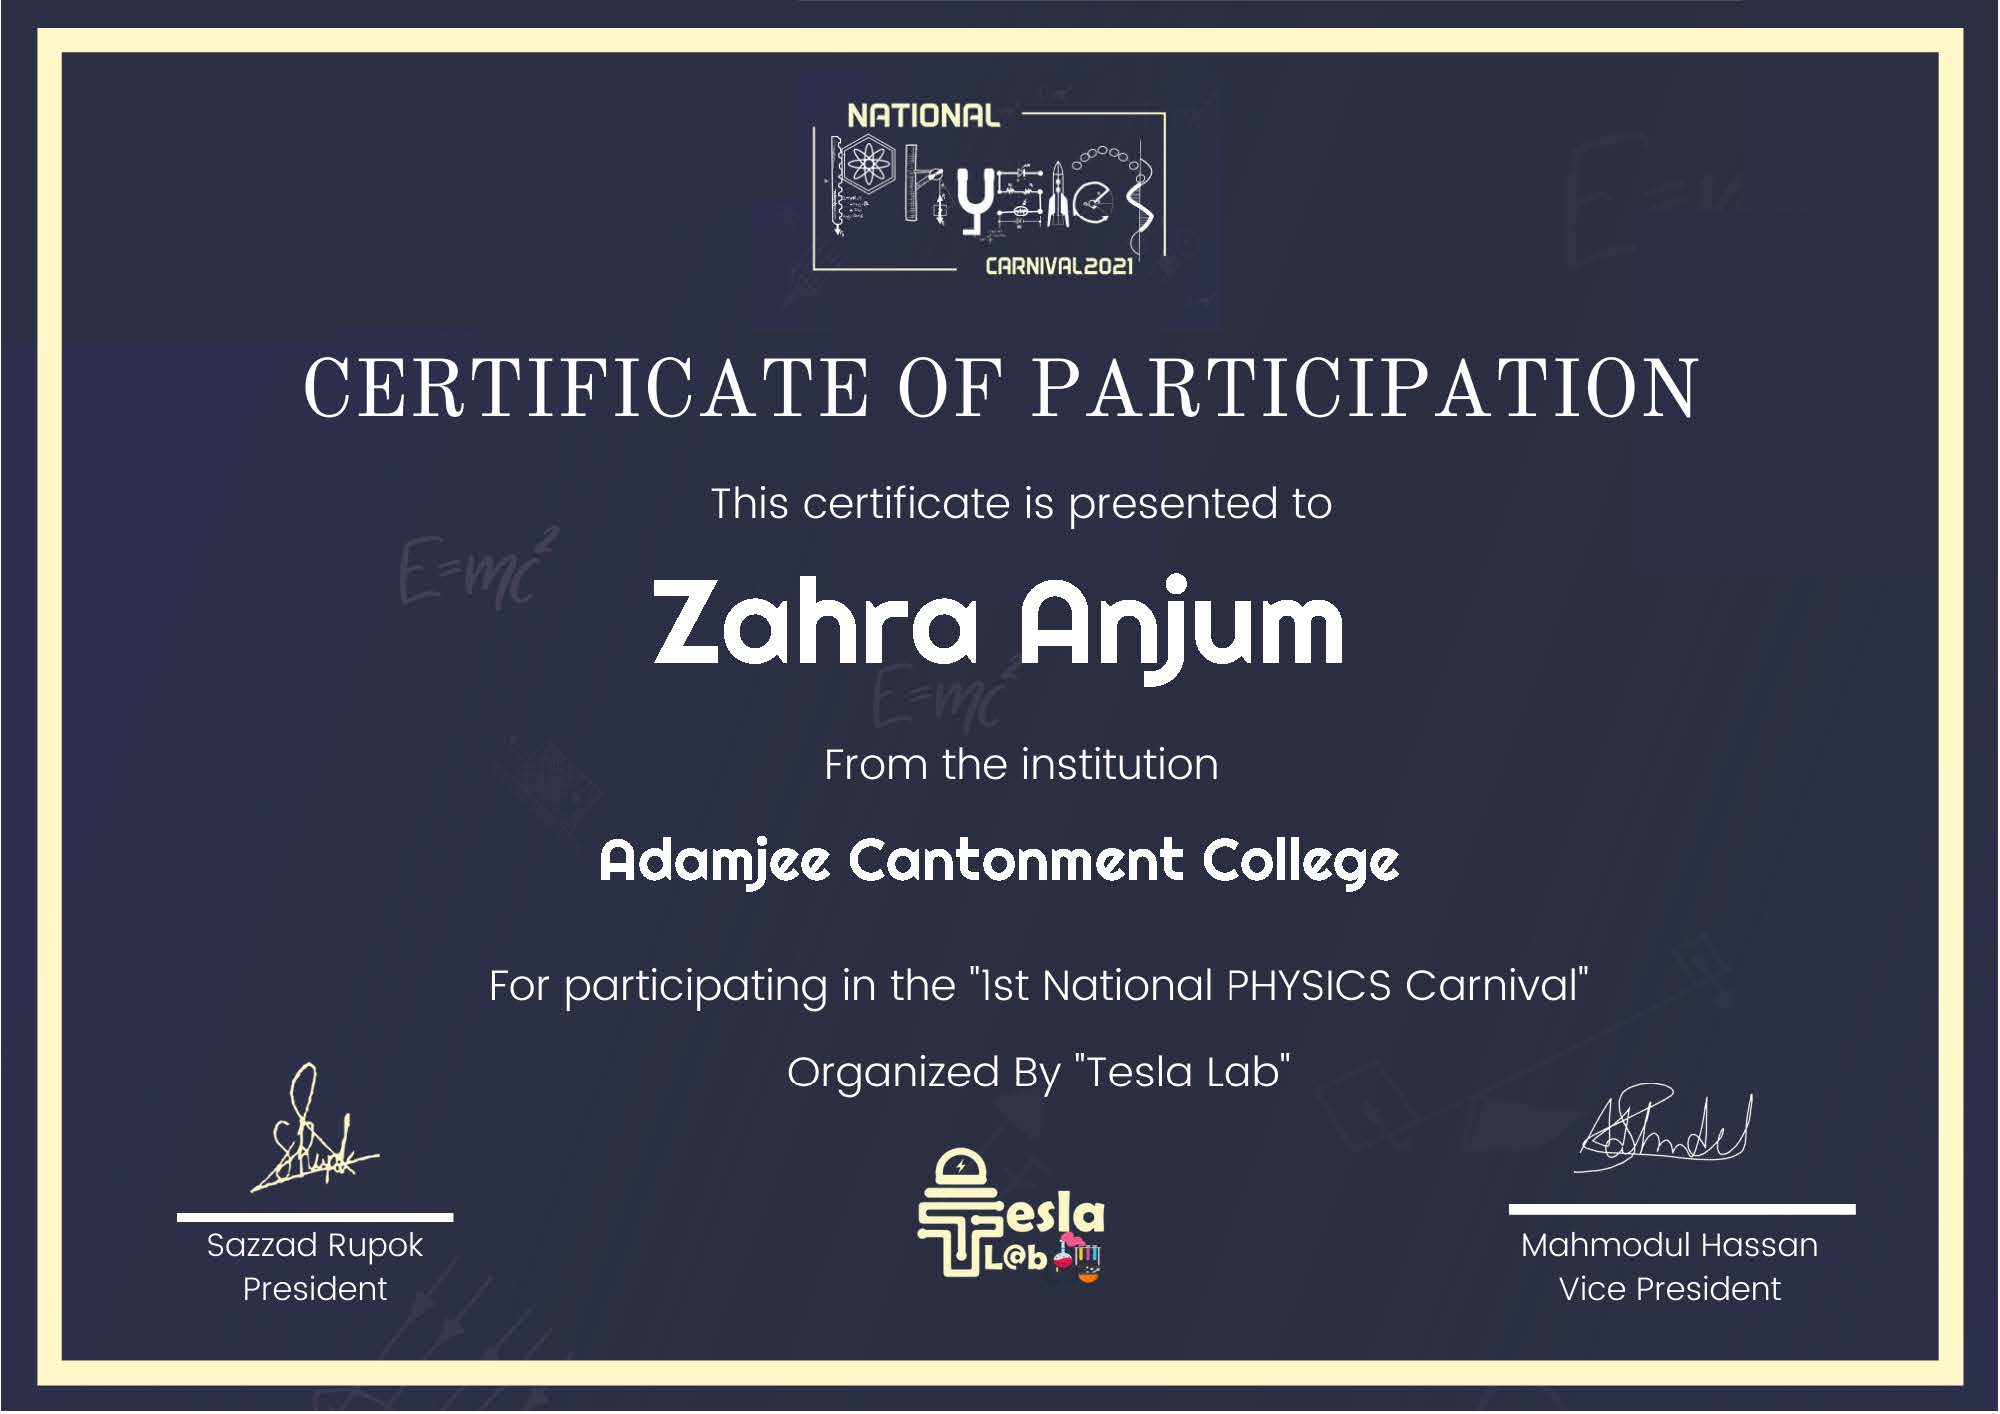 NATIONAL
Physics
CARNIVAL2021
CERTIFICATE OF PARTICIPATION
This certificate is presented to
Zahra Anjum
E=mc²
E=mc²
From the institution
Adamjee Cantonment College
For participating in the "1st National PHYSICS Carnival"
Organized By "Tesla Lab"
Tesla
L@b
Sazzad Rupok
President
Mahmodul Hassan
Vice President